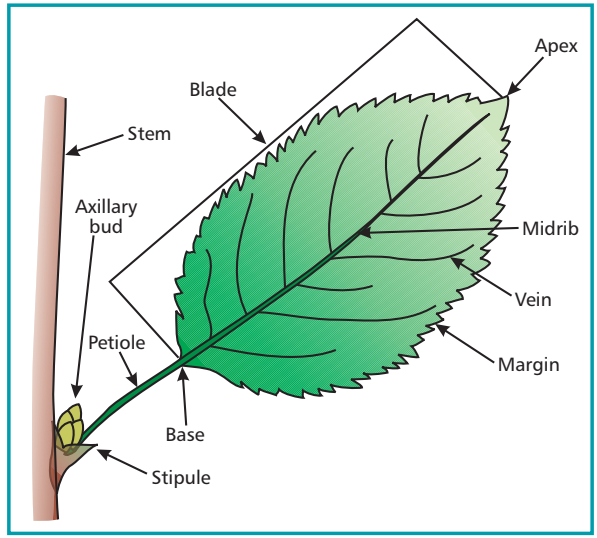 Apex
Blade
Stem
Axillary
bud
Midrib
Vein
Petiole
Margin
Base
Stipule